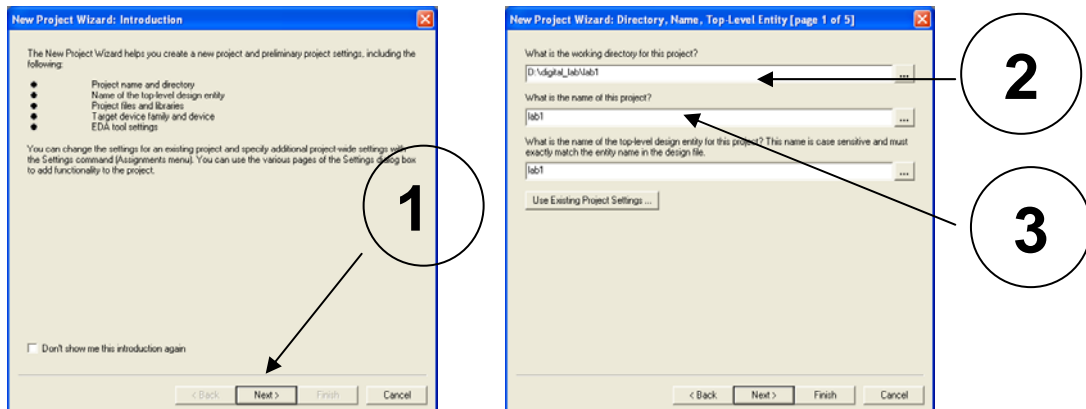 New Project Wizard: Introduction
The New Project Wizard helps you create a new project and preliminary project settings, including the
following:
Project name and directory
Name of the top-level design entity
Project files and libraries
Target device family and device
EDA tool settings
You can change the settings for an existing project and specify additional project-wide settings with
the Settings command (Assignments menu). You can use the various pages of the Settings dialog box
to add functionality to the project.
1
Don't show me this introduction again
< Back
Next >
Finish
Cancel
New Project Wizard: Directory, Name, Top-Level Entity [page 1 of 5]
What is the working directory for this project?
D:\digital_lab\lab1
...
2
What is the name of this project?
lab1
...
What is the name of the top-level design entity for this project? This name is case sensitive and must
exactly match the entity name in the design file.
lab1
...
Use Existing Project Settings ...
3
< Back
Next >
Finish
Cancel